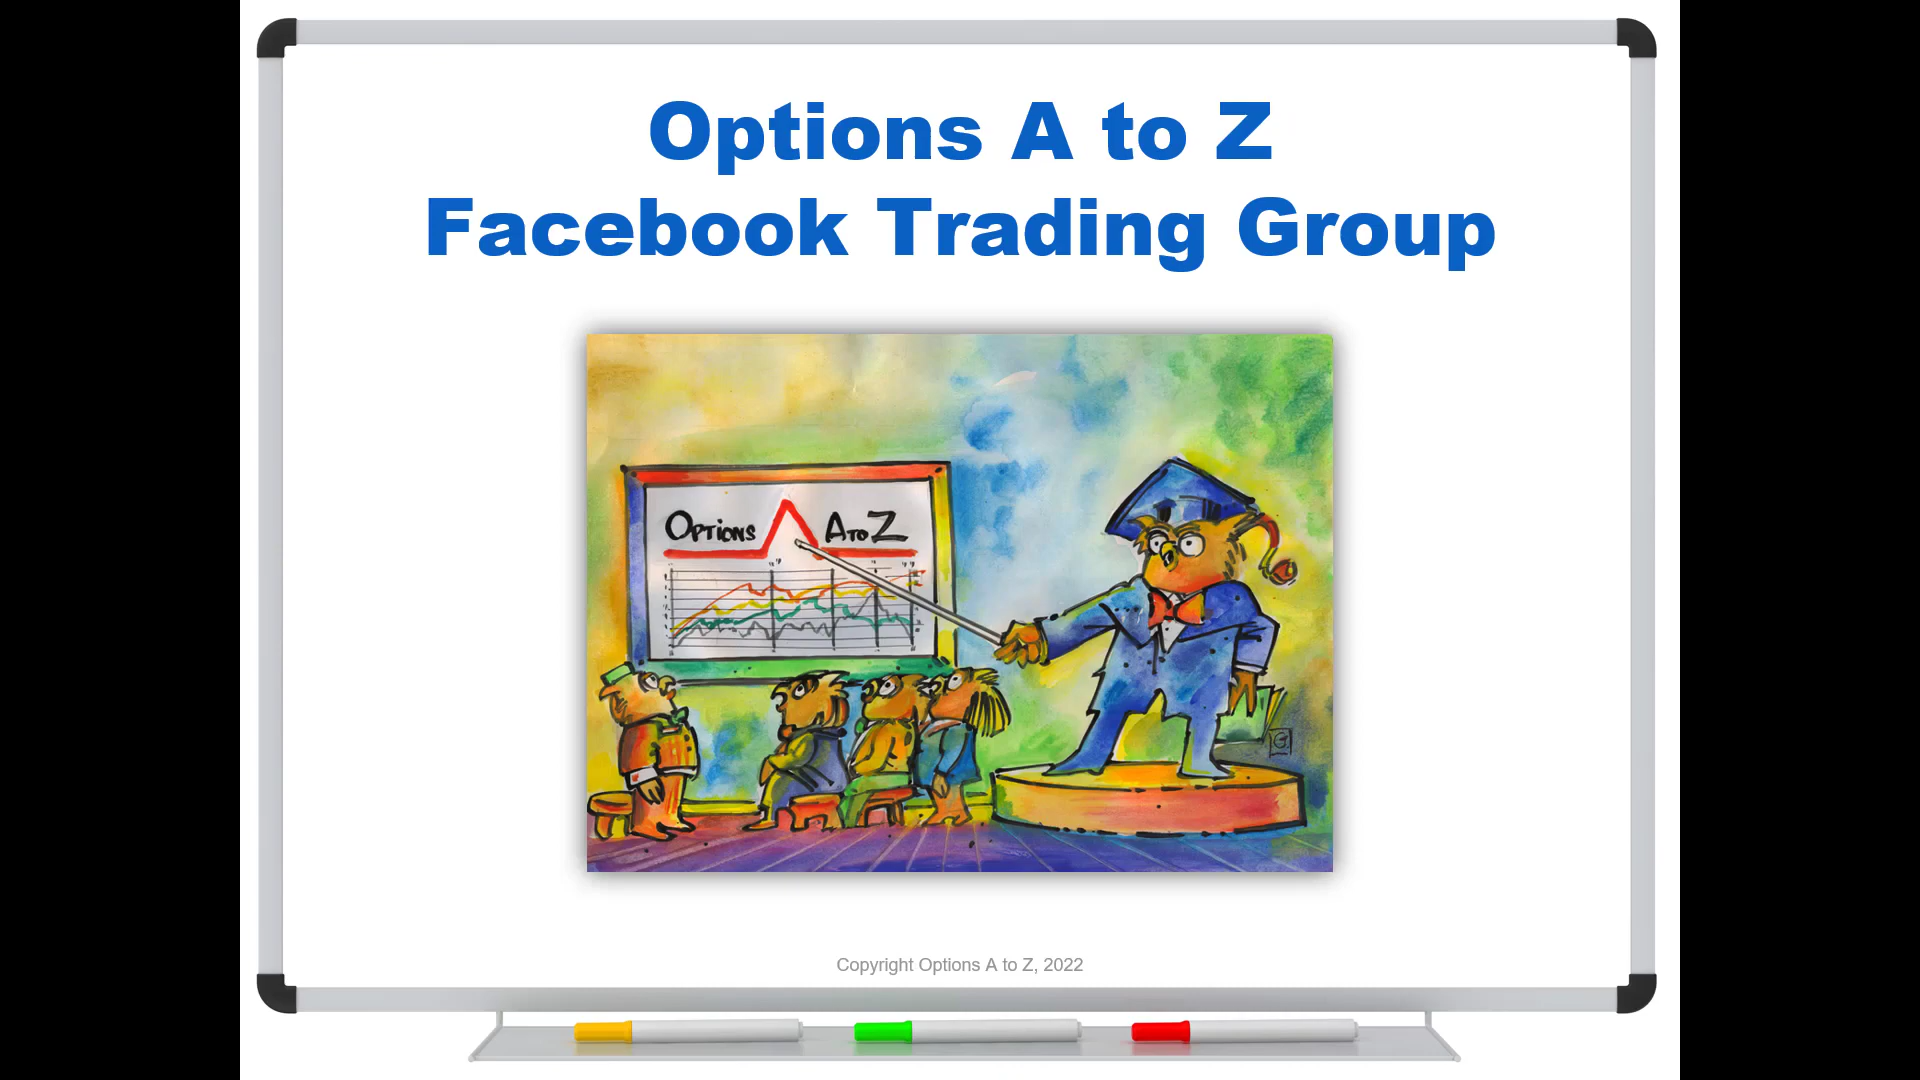 Options A to Z
Facebook Trading Group
OPTIONS A TO Z
Copyright Options A to Z, 2022